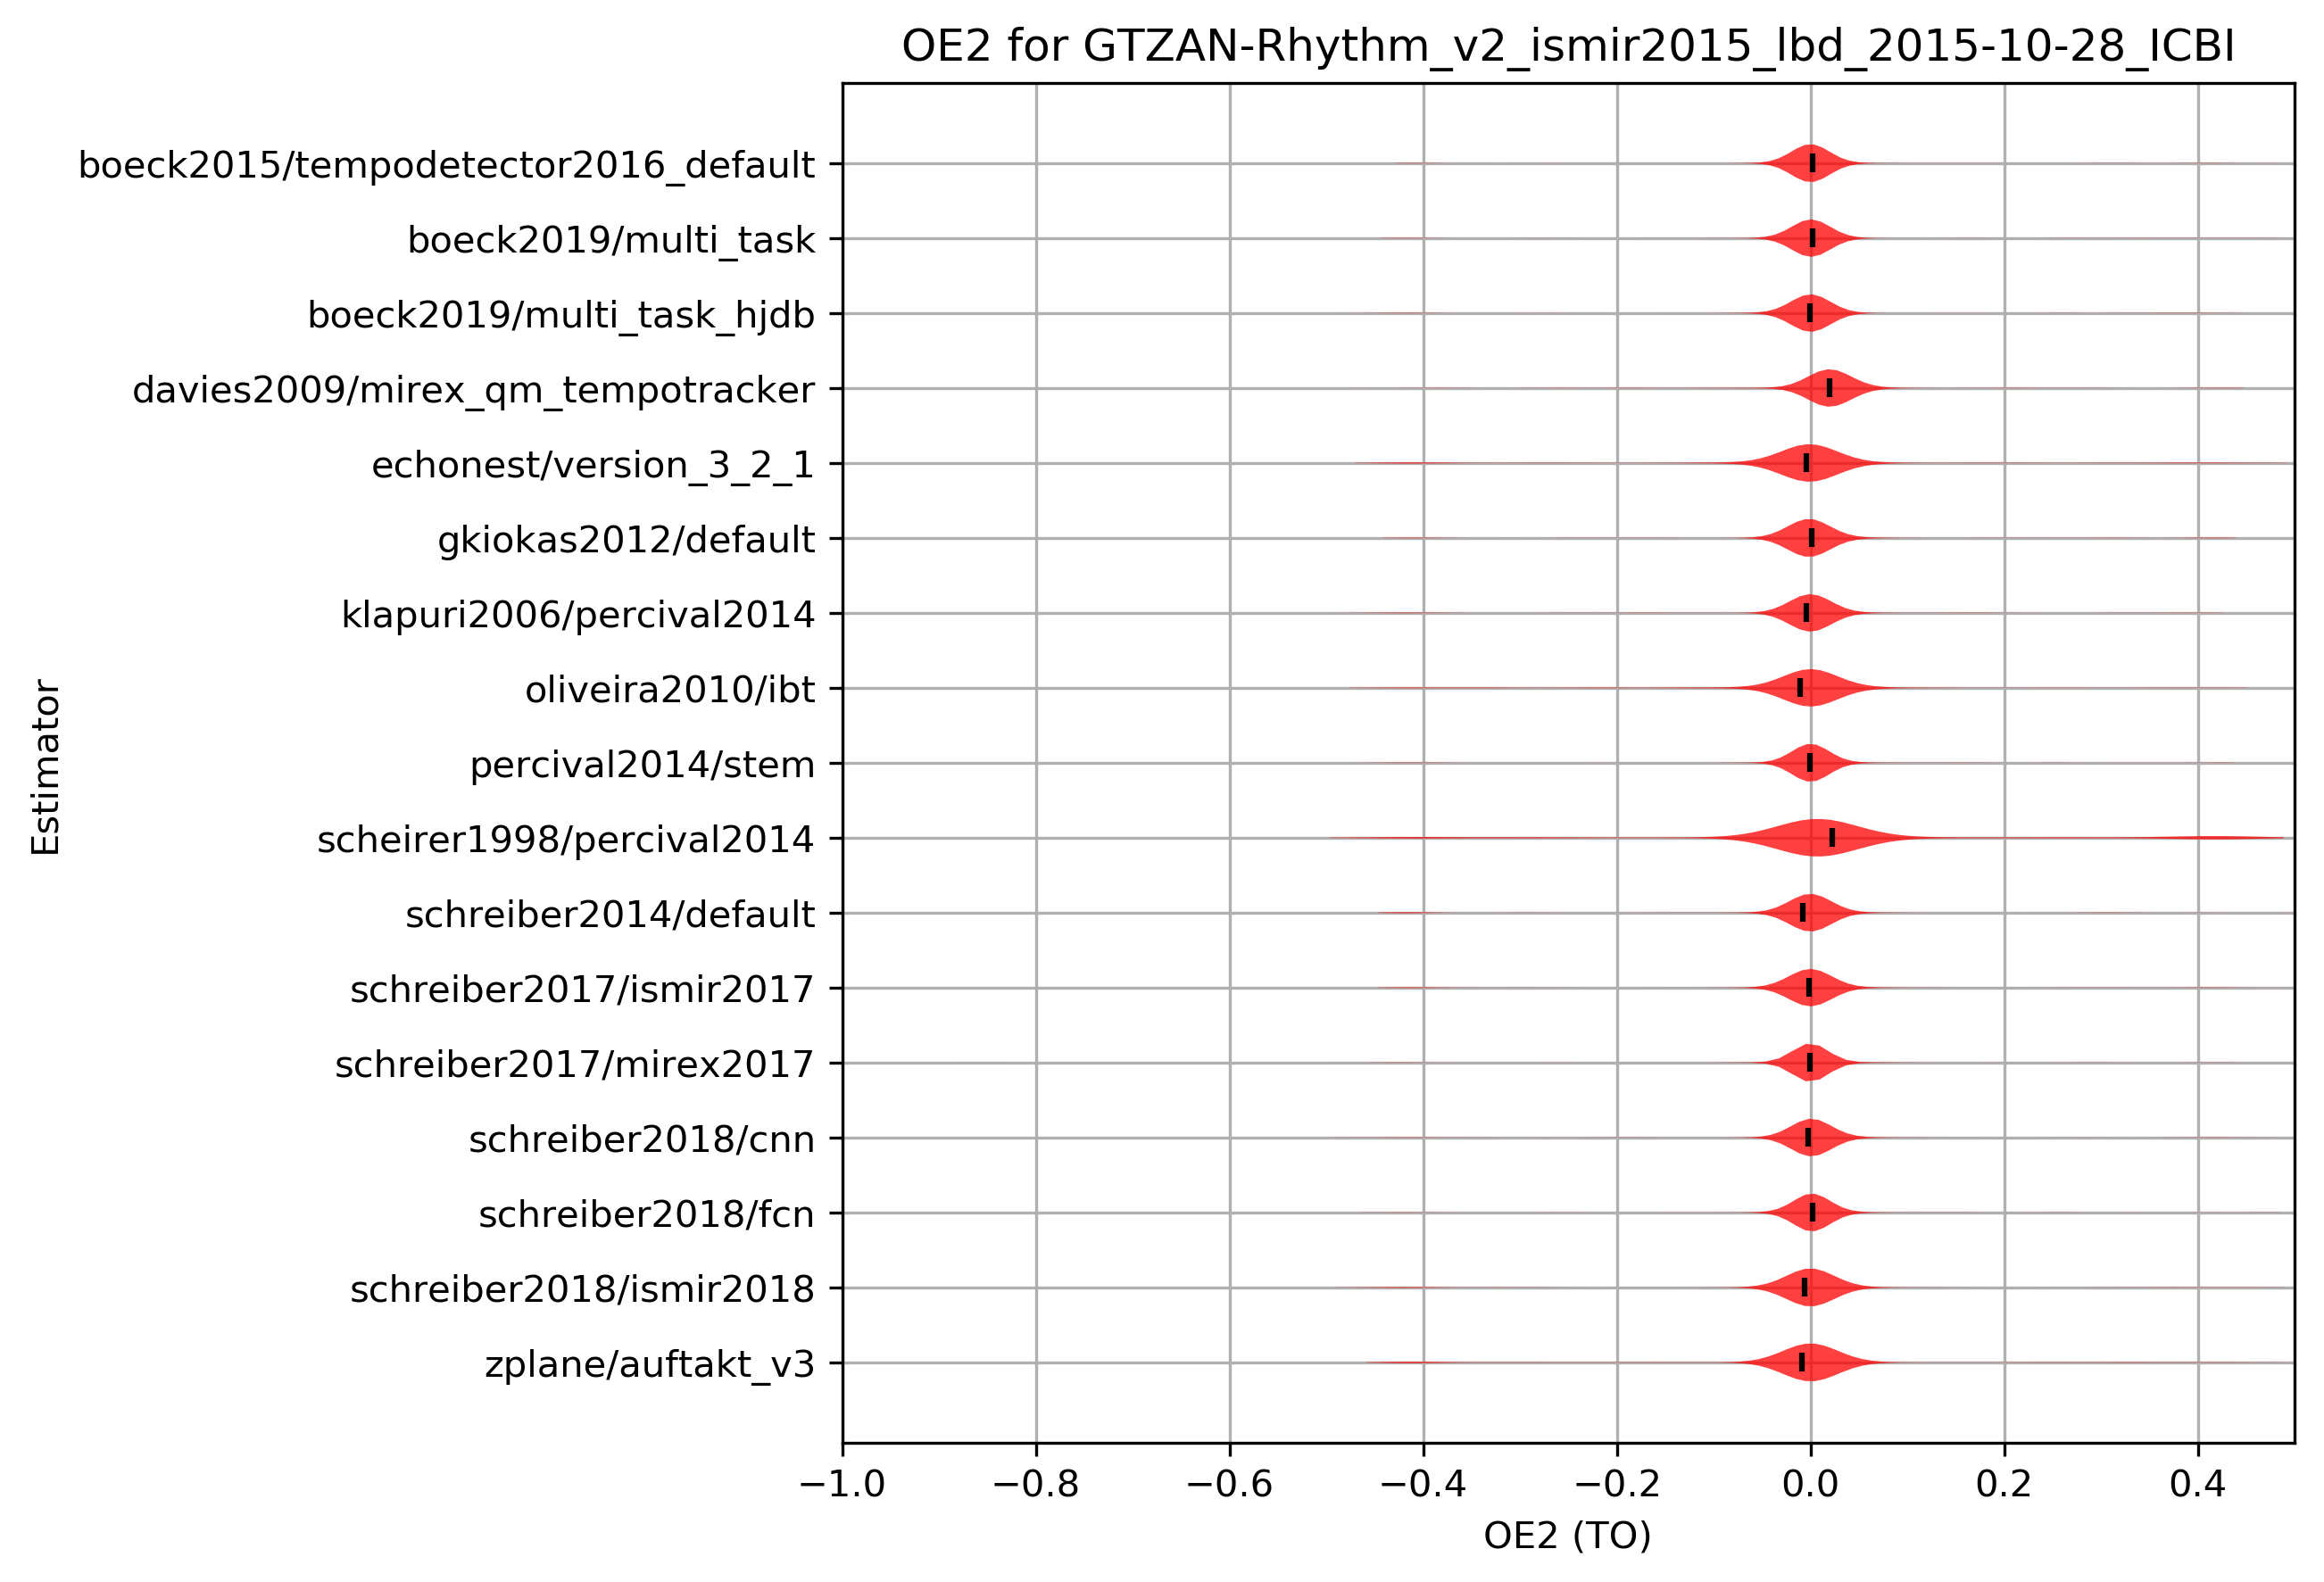 OE2 for GTZAN-Rhythm_v2_ismir2015_lbd_2015-10-28_ICBI
boeck2015/tempodetector2016_default
boeck2019/multi_task
boeck2019/multi_task_hjdb
davies2009/mirex_qm_tempotracker
echonest/version_3_2_1
gkiokas2012/default
klapuri2006/percival2014
oliveira2010/ibt
percival2014/stem
scheirer1998/percival2014
schreiber2014/default
schreiber2017/ismir2017
schreiber2017/mirex2017
schreiber2018/cnn
schreiber2018/fcn
schreiber2018/ismir2018
zplane/auftakt_v3
Estimator
−1.0 −0.8 −0.6 −0.4 −0.2 0.0 0.2 0.4
OE2 (TO)